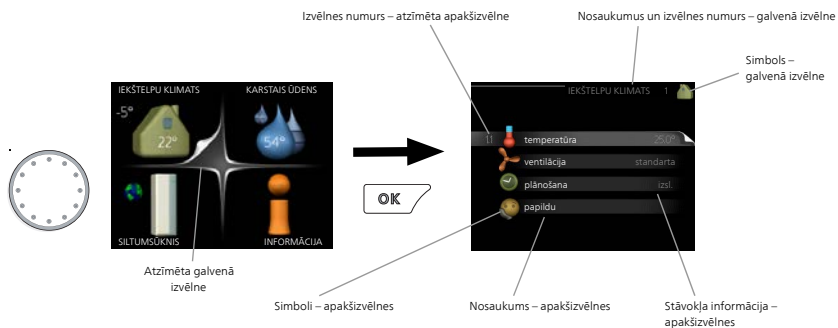 Izvēlnes numurs – atzīmēta apakšizvēlne
Nosaukumus un izvēlnes numurs – galvenā izvēlne
Simbols –
galvenā izvēlne
IEKŠTELPU KLIMATS
KARSTAIS ŪDENS
-5°
22°
54°
SILTUMSŪKNIS
INFORMĀCIJA
OK
IEKŠTELPU KLIMATS 1
1.1 temperatūra 25.0°
ventilācija standarta
plānošana izsl.
papildu
Atzīmēta galvenā
izvēlne
Simboli – apakšizvēlnes
Nosaukums – apakšizvēlnes
Stāvokļa informācija –
apakšizvēlnes